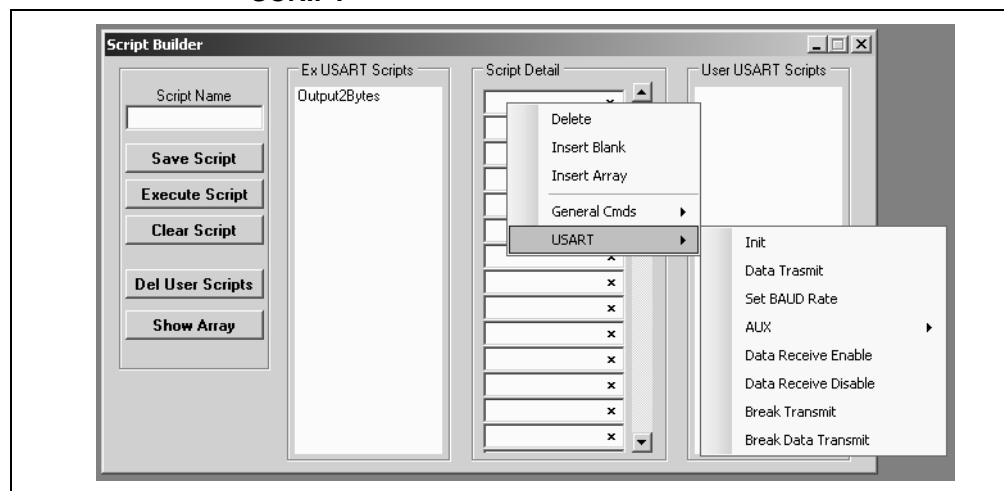 Script Builder
Script Name
Save Script
Execute Script
Clear Script
Del User Scripts
Show Array
Ex USART Scripts
Output2Bytes
Script Detail
Delete
Insert Blank
Insert Array
General Cmds
USART
User USART Scripts
Init
Data Trasmit
Set BAUD Rate
AUX
Data Receive Enable
Data Receive Disable
Break Transmit
Break Data Transmit